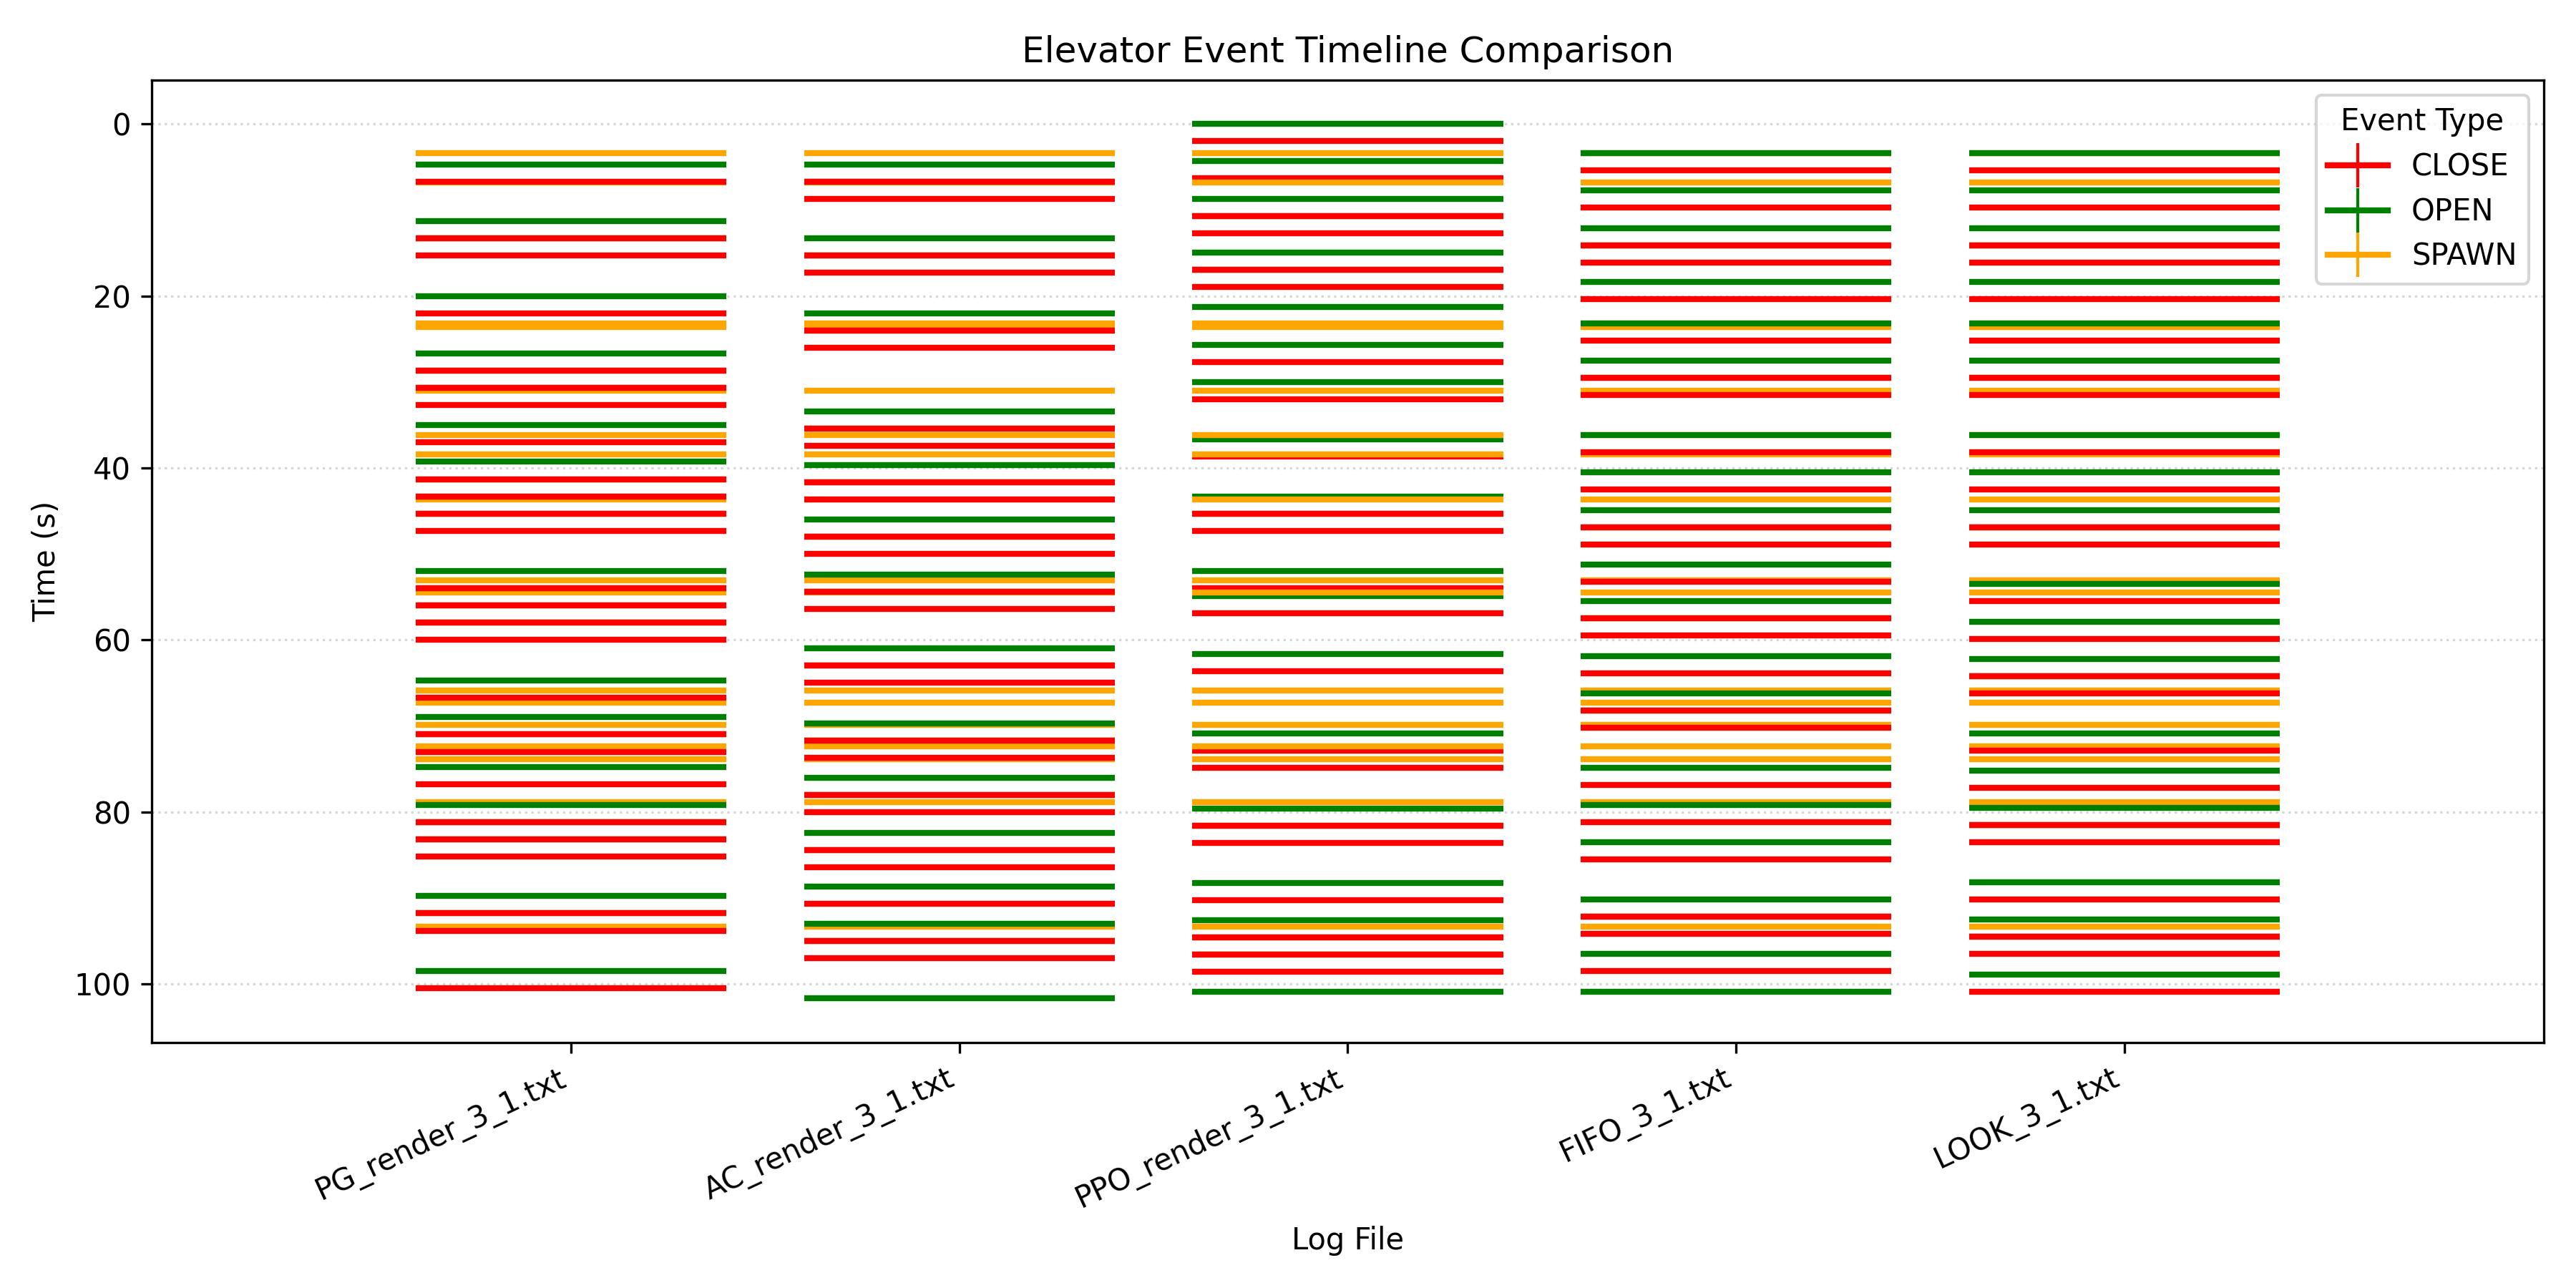 Elevator Event Timeline Comparison
Event Type
CLOSE
OPEN
SPAWN
0
20
40
60
80
100
Time (s)
PG_render_3_1.txt
AC_render_3_1.txt
PPO_render_3_1.txt
FIFO_3_1.txt
LOOK_3_1.txt
Log File